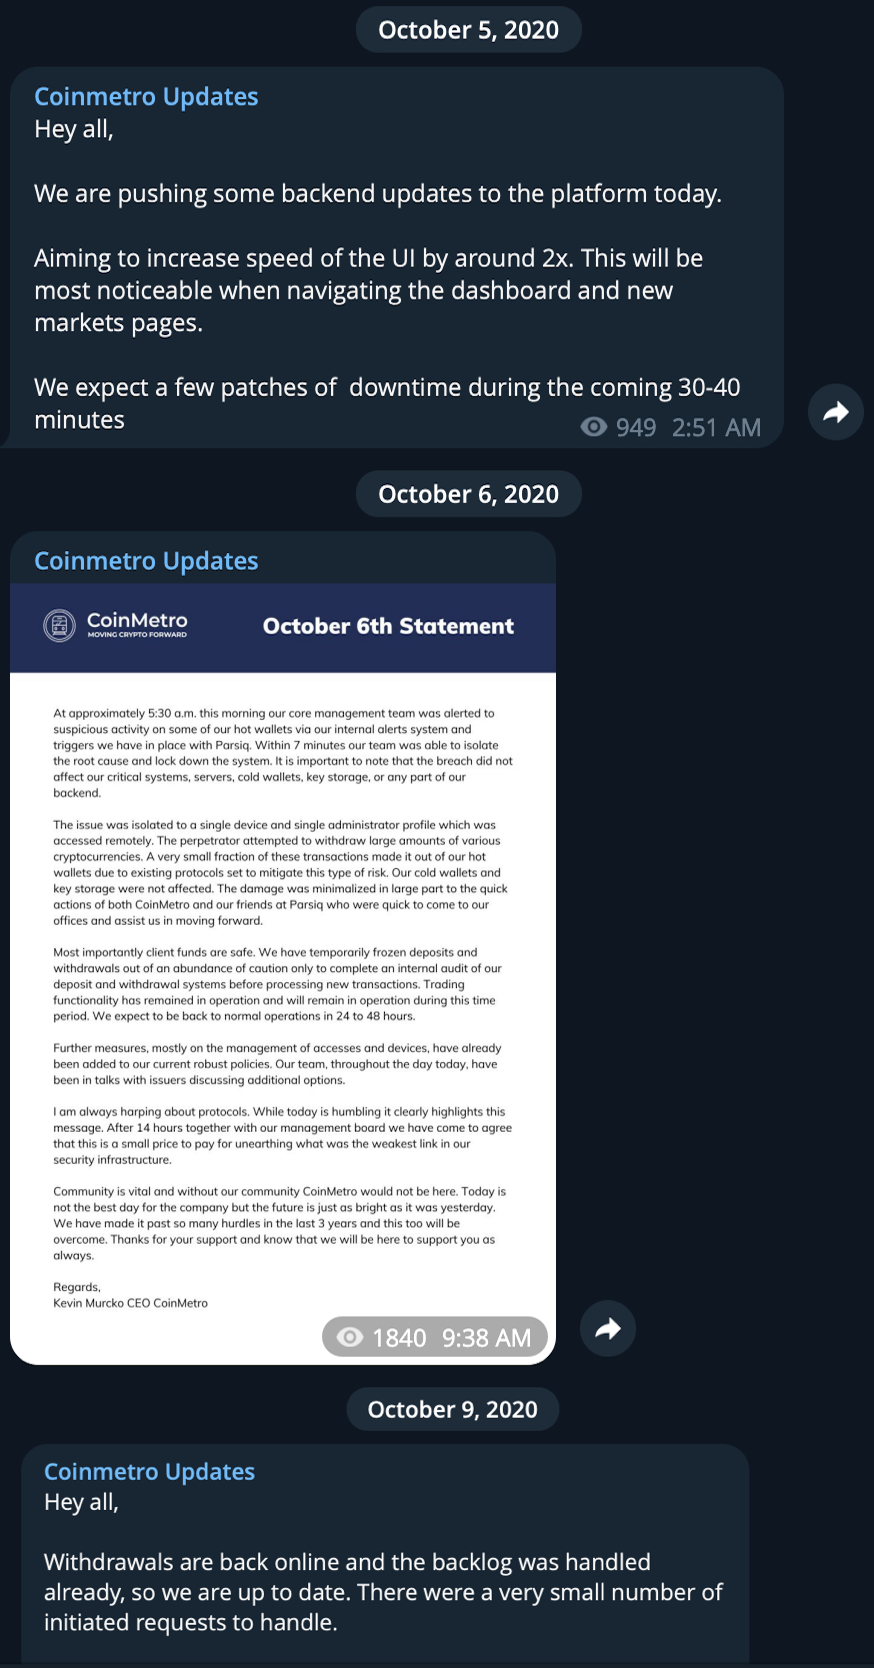 October 5, 2020
Coinmetro Updates
Hey all,
We are pushing some backend updates to the platform today.
Aiming to increase speed of the UI by around 2x. This will be
most noticeable when navigating the dashboard and new
markets pages.
We expect a few patches of  downtime during the coming 30-40
minutes
949 2:51 AM
October 6, 2020
Coinmetro Updates
CoinMetro
MOVING CRYPTO FORWARD
October 6th Statement
At approximately 5:30 a.m. this morning our core management team was alerted to
suspicious activity on some of our hot wallets via our internal alerts system and
triggers we have in place with Parsiq. Within 7 minutes our team was able to isolate
the root cause and lock down the system. It is important to note that the breach did not
affect our critical systems, servers, cold wallets, key storage, or any part of our
backend.
The issue was isolated to a single device and single administrator profile which was
accessed remotely. The perpetrator attempted to withdraw large amounts of various
cryptocurrencies. A very small fraction of these transactions made it out of our hot
wallets due to existing protocols set to mitigate this type of risk. Our cold wallets and
key storage were not affected. The damage was minimalized in large part to the quick
actions of both CoinMetro and our friends at Parsiq who were quick to come to our
offices and assist us in moving forward.
Most importantly client funds are safe. We have temporarily frozen deposits and
withdrawals out of an abundance of caution only to complete an internal audit of our
deposit and withdrawal systems before processing new transactions. Trading
functionality has remained in operation and will remain in operation during this time
period. We expect to be back to normal operations in 24 to 48 hours.
Further measures, mostly on the management of accesses and devices, have already
been added to our current robust policies. Our team, throughout the day today, have
been in talks with issuers discussing additional options.
I am always harping about protocols. While today is humbling it clearly highlights this
message. After 14 hours together with our management board we have come to agree
that this is a small price to pay for unearthing what was the weakest link in our
security infrastructure.
Community is vital and without our community CoinMetro would not be here. Today is
not the best day for the company but the future is just as bright as it was yesterday.
We have made it past so many hurdles in the last 3 years and this too will be
overcome. Thanks for your support and know that we will be here to support you as
always.
Regards,
Kevin Murcko CEO CoinMetro
1840 9:38 AM
October 9, 2020
Coinmetro Updates
Hey all,
Withdrawals are back online and the backlog was handled
already, so we are up to date. There were a very small number of
initiated requests to handle.